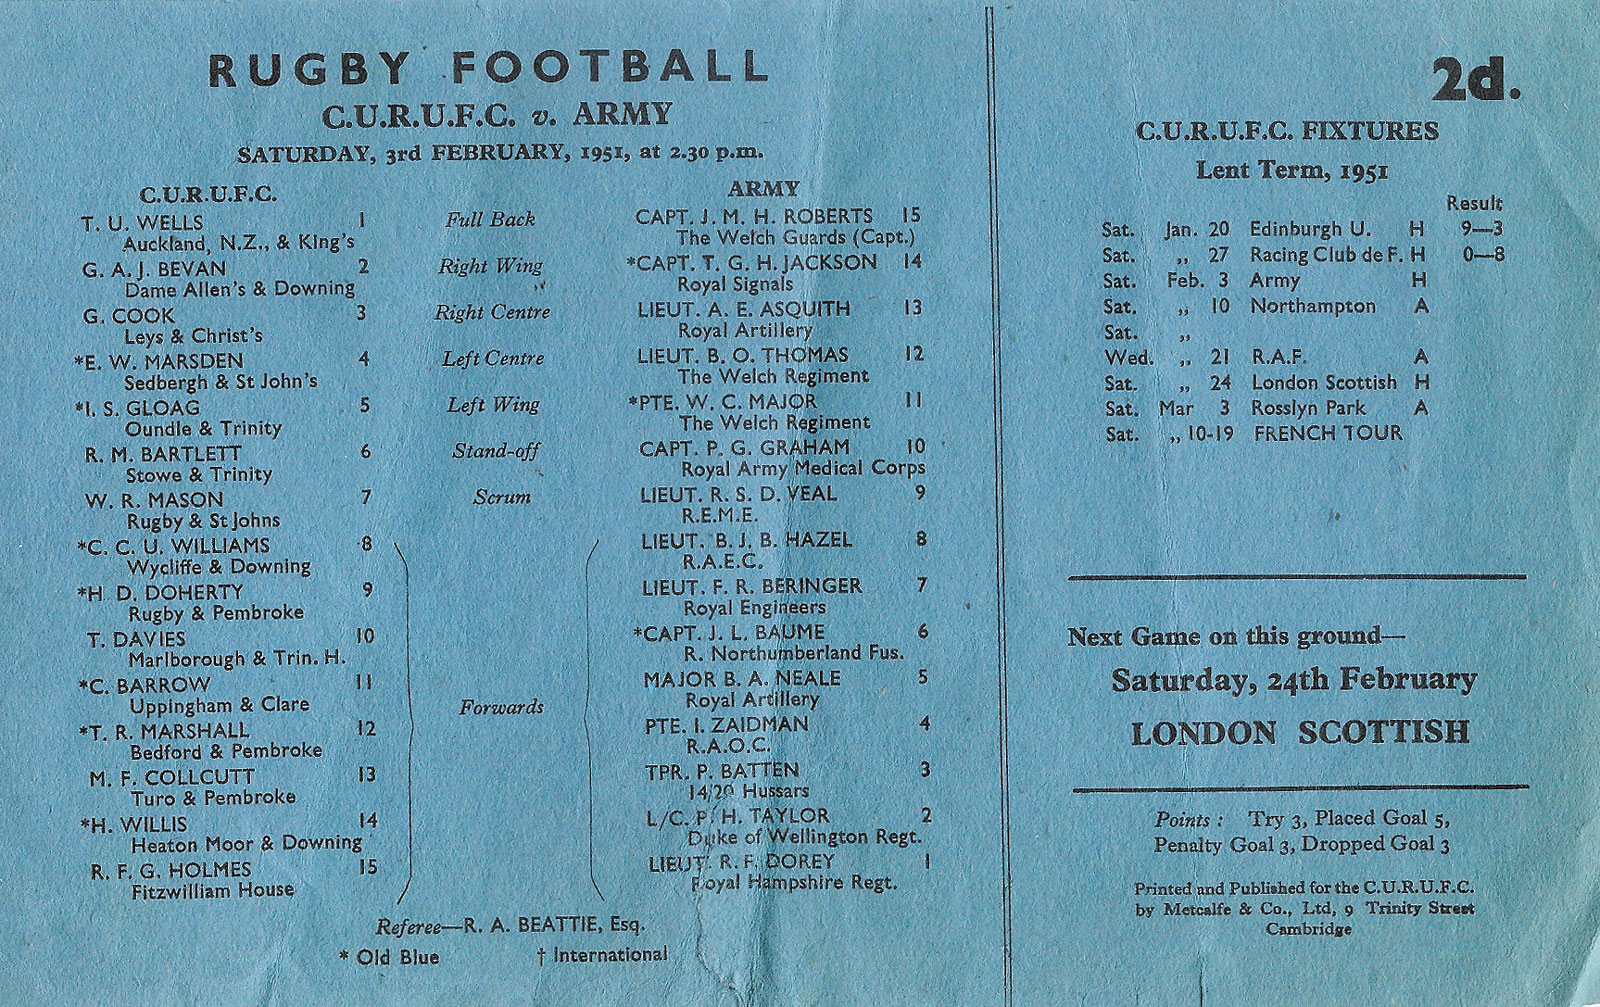 RUGBY FOOTBALL
C.U.R.U.F.C. v. ARMY
SATURDAY, 3rd FEBRUARY, 1951, at 2.30 p.m.
C.U.R.U.F.C. ARMY
T. U. WELLS 1 Full Back CAPT. J. M. H. ROBERTS 15
Auckland, N.Z., & King's The Welch Guards (Capt.)
G. A. J. BEVAN 2 Right Wing *CAPT. T. G. H. JACKSON 14
Dame Allen's & Downing Royal Signals
G. COOK 3 Right Centre LIEUT. A. E. ASQUITH 13
Leys & Christ's Royal Artillery
*E. W. MARSDEN 4 Left Centre LIEUT. B. O. THOMAS 12
Sedbergh & St John's The Welch Regiment
*I. S. GLOAG 5 Left Wing *PTE. W. C. MAJOR 11
Oundle & Trinity The Welch Regiment
R. M. BARTLETT 6 Stand-off CAPT. P. G. GRAHAM 10
Stowe & Trinity Royal Army Medical Corps
W. R. MASON 7 Scrum LIEUT. R. S. D. VEAL 9
Rugby & St Johns R.E.M.E.
*C. C. U. WILLIAMS 8 LIEUT. B. J. B. HAZEL 8
Wycliffe & Downing R.A.E.C.
*H. D. DOHERTY 9 LIEUT. F. R. BERINGER 7
Rugby & Pembroke Royal Engineers
T. DAVIES 10 *CAPT. J. L. BAUME 6
Marlborough & Trin. H. R. Northumberland Fus.
*C. BARROW 11 MAJOR B. A. NEALE 5
Uppingham & Clare Forwards Royal Artillery
*T. R. MARSHALL 12 PTE. I. ZAIDMAN 4
Bedford & Pembroke R.A.O.C.
M. F. COLLCUTT 13 TPR. P. BATTEN 3
Turo & Pembroke 14/20 Hussars
*H. WILLIS 14 L/C. P. H. TAYLOR 2
Heaton Moor & Downing Duke of Wellington Regt.
R. F. G. HOLMES 15 LIEUT. R. F. DOREY 1
Fitzwilliam House Royal Hampshire Regt.
Referee—R. A. BEATTIE, Esq.
* Old Blue † International
2d.
C.U.R.U.F.C. FIXTURES
Lent Term, 1951
Result
Sat. Jan. 20 Edinburgh U. H 9—3
Sat. ,, 27 Racing Club de F. H 0—8
Sat. Feb. 3 Army H
Sat. ,, 10 Northampton A
Sat. ,,
Wed. ,, 21 R.A.F. A
Sat. ,, 24 London Scottish H
Sat. Mar 3 Rosslyn Park A
Sat. ,, 10-19 FRENCH TOUR
Next Game on this ground—
Saturday, 24th February
LONDON SCOTTISH
Points : Try 3, Placed Goal 5,
Penalty Goal 3, Dropped Goal 3
Printed and Published for the C.U.R.U.F.C.
by Metcalfe & Co., Ltd, 9 Trinity Street
Cambridge